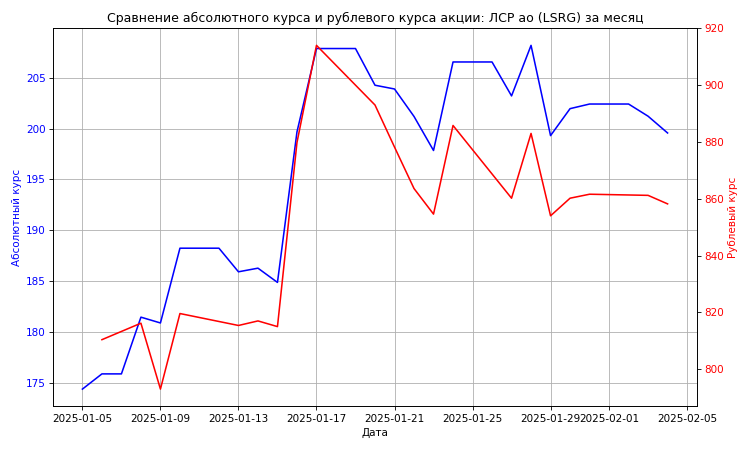 Сравнение абсолютного курса и рублевого курса акции: ЛСР ао (LSRG) за месяц
Абсолютный курс
205
200
195
190
185
180
175
920
900
880
860
840
820
800
Рублевый курс
2025-01-05 2025-01-09 2025-01-13 2025-01-17 2025-01-21 2025-01-25 2025-01-29 2025-02-01 2025-02-05
Дата